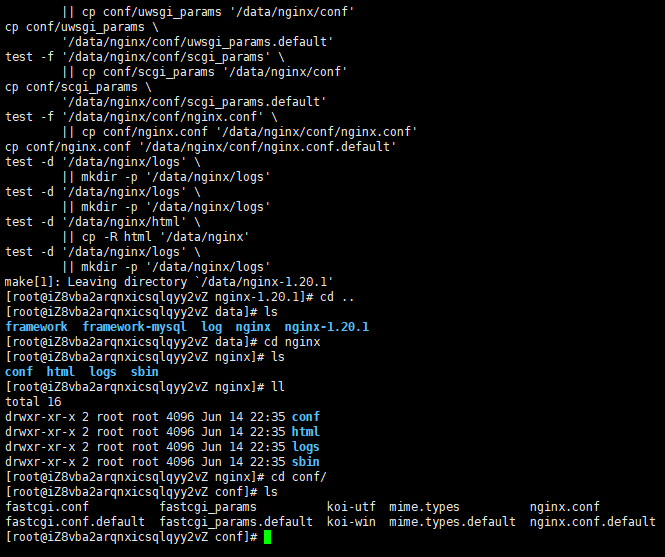 || cp conf/uwsgi_params '/data/nginx/conf'
cp conf/uwsgi_params \
        '/data/nginx/conf/uwsgi_params.default'
test -f '/data/nginx/conf/scgi_params' \
        || cp conf/scgi_params '/data/nginx/conf'
cp conf/scgi_params \
        '/data/nginx/conf/scgi_params.default'
test -f '/data/nginx/conf/nginx.conf' \
        || cp conf/nginx.conf '/data/nginx/conf/nginx.conf'
cp conf/nginx.conf '/data/nginx/conf/nginx.conf.default'
test -d '/data/nginx/logs' \
        || mkdir -p '/data/nginx/logs'
test -d '/data/nginx/logs' \
        || mkdir -p '/data/nginx/logs'
test -d '/data/nginx/html' \
        || cp -R html '/data/nginx'
test -d '/data/nginx/logs' \
        || mkdir -p '/data/nginx/logs'
make[1]: Leaving directory `/data/nginx-1.20.1'
[root@iZ8vba2arqnxicsqlqyy2vZ nginx-1.20.1]# cd ..
[root@iZ8vba2arqnxicsqlqyy2vZ data]# ls
framework  framework-mysql  log  nginx  nginx-1.20.1
[root@iZ8vba2arqnxicsqlqyy2vZ data]# cd nginx
[root@iZ8vba2arqnxicsqlqyy2vZ nginx]# ls
conf  html  logs  sbin
[root@iZ8vba2arqnxicsqlqyy2vZ nginx]# ll
total 16
drwxr-xr-x 2 root root 4096 Jun 14 22:35 conf
drwxr-xr-x 2 root root 4096 Jun 14 22:35 html
drwxr-xr-x 2 root root 4096 Jun 14 22:35 logs
drwxr-xr-x 2 root root 4096 Jun 14 22:35 sbin
[root@iZ8vba2arqnxicsqlqyy2vZ nginx]# cd conf/
[root@iZ8vba2arqnxicsqlqyy2vZ conf]# ls
fastcgi.conf          fastcgi_params          koi-utf  mime.types          nginx.conf
fastcgi.conf.default  fastcgi_params.default  koi-win  mime.types.default  nginx.conf.default
[root@iZ8vba2arqnxicsqlqyy2vZ conf]#